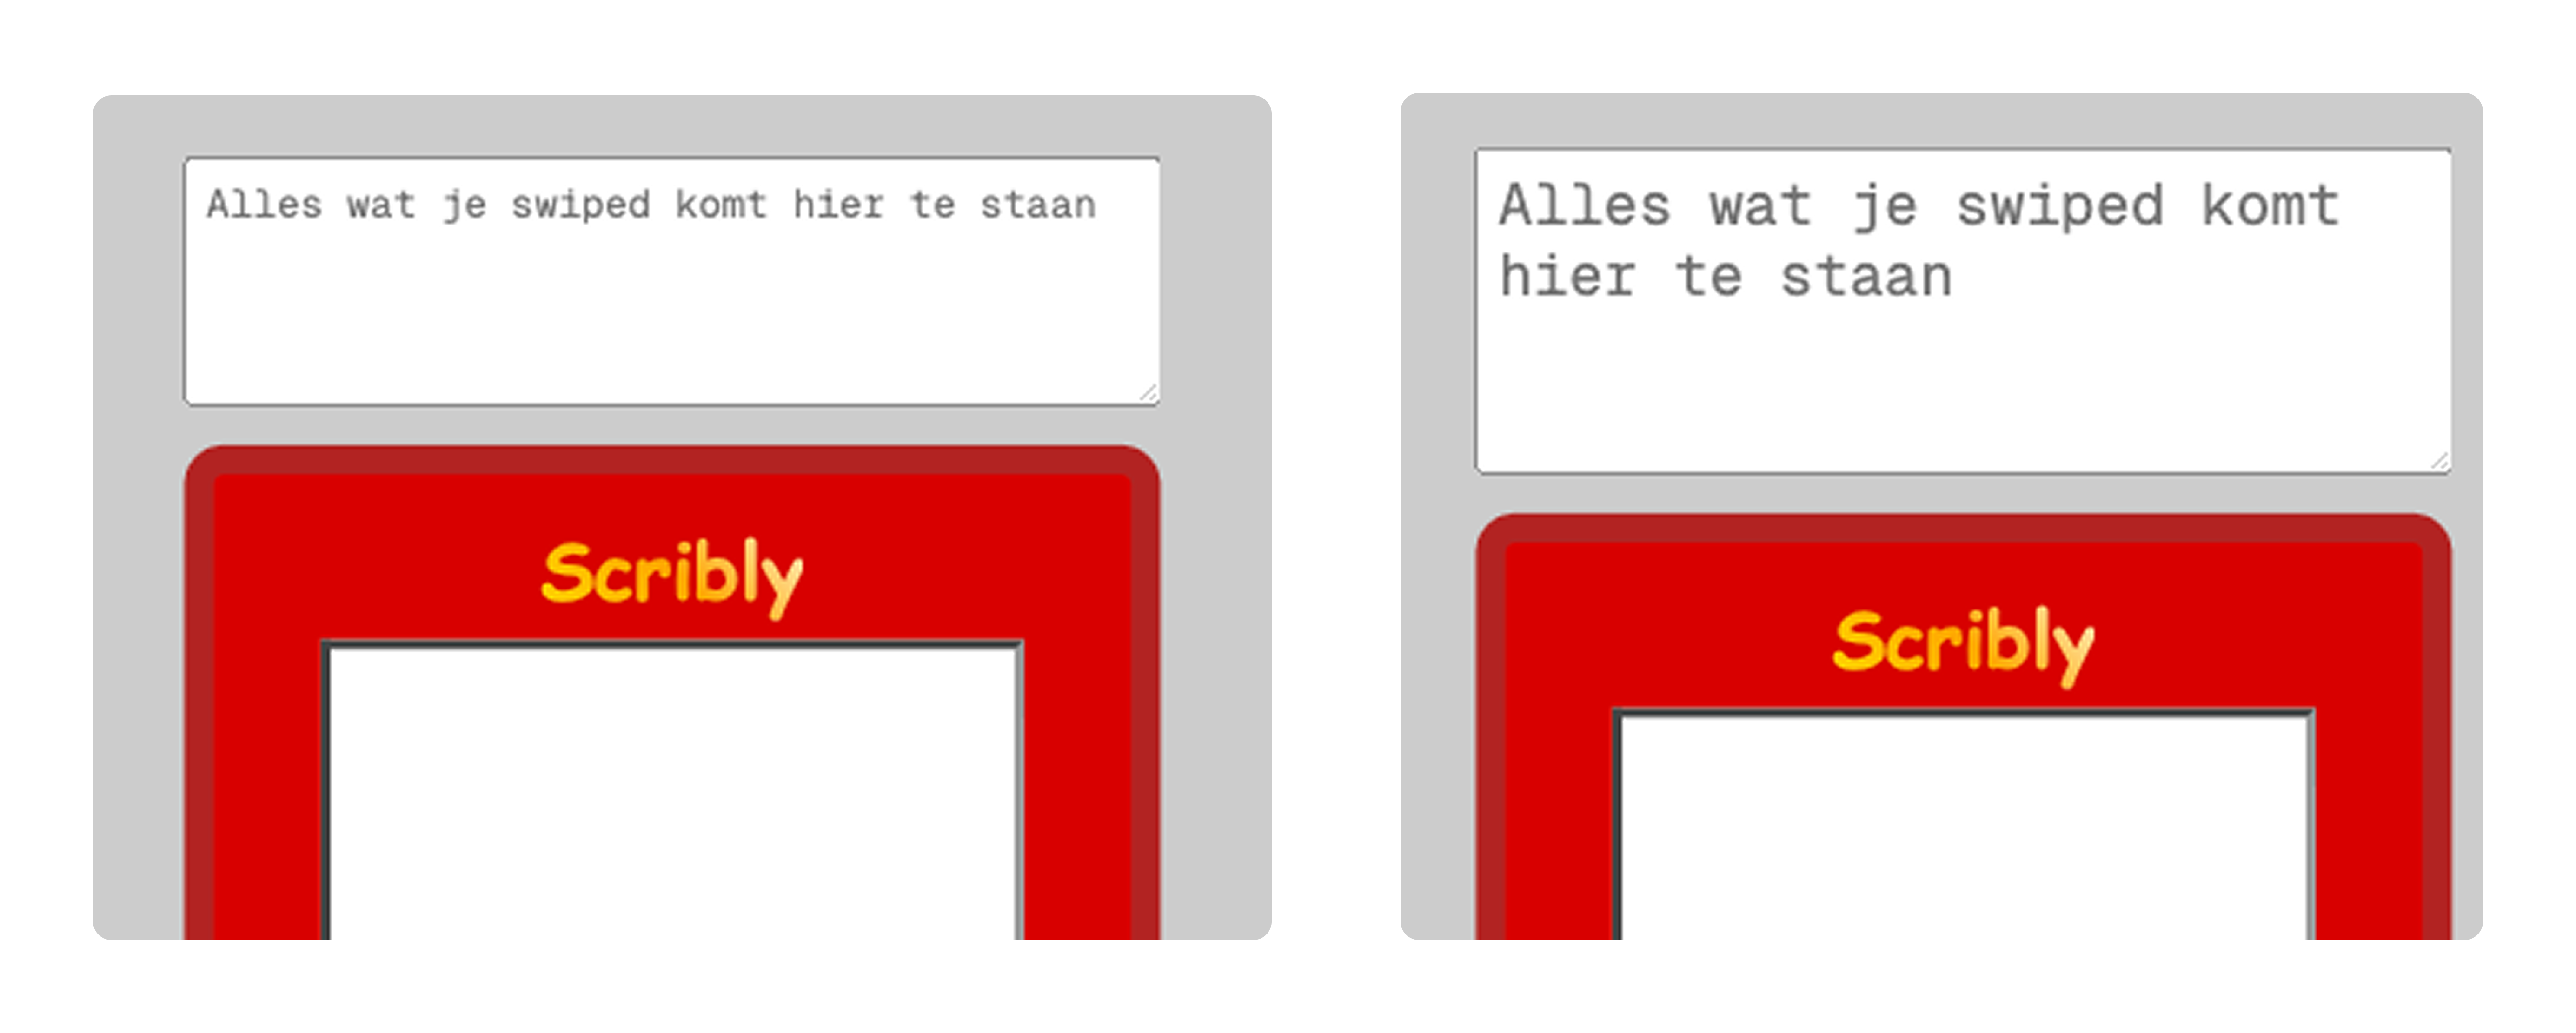 Alles wat je swiped komt hier te staan
Scribly
Alles wat je swiped komt
hier te staan
Scribly